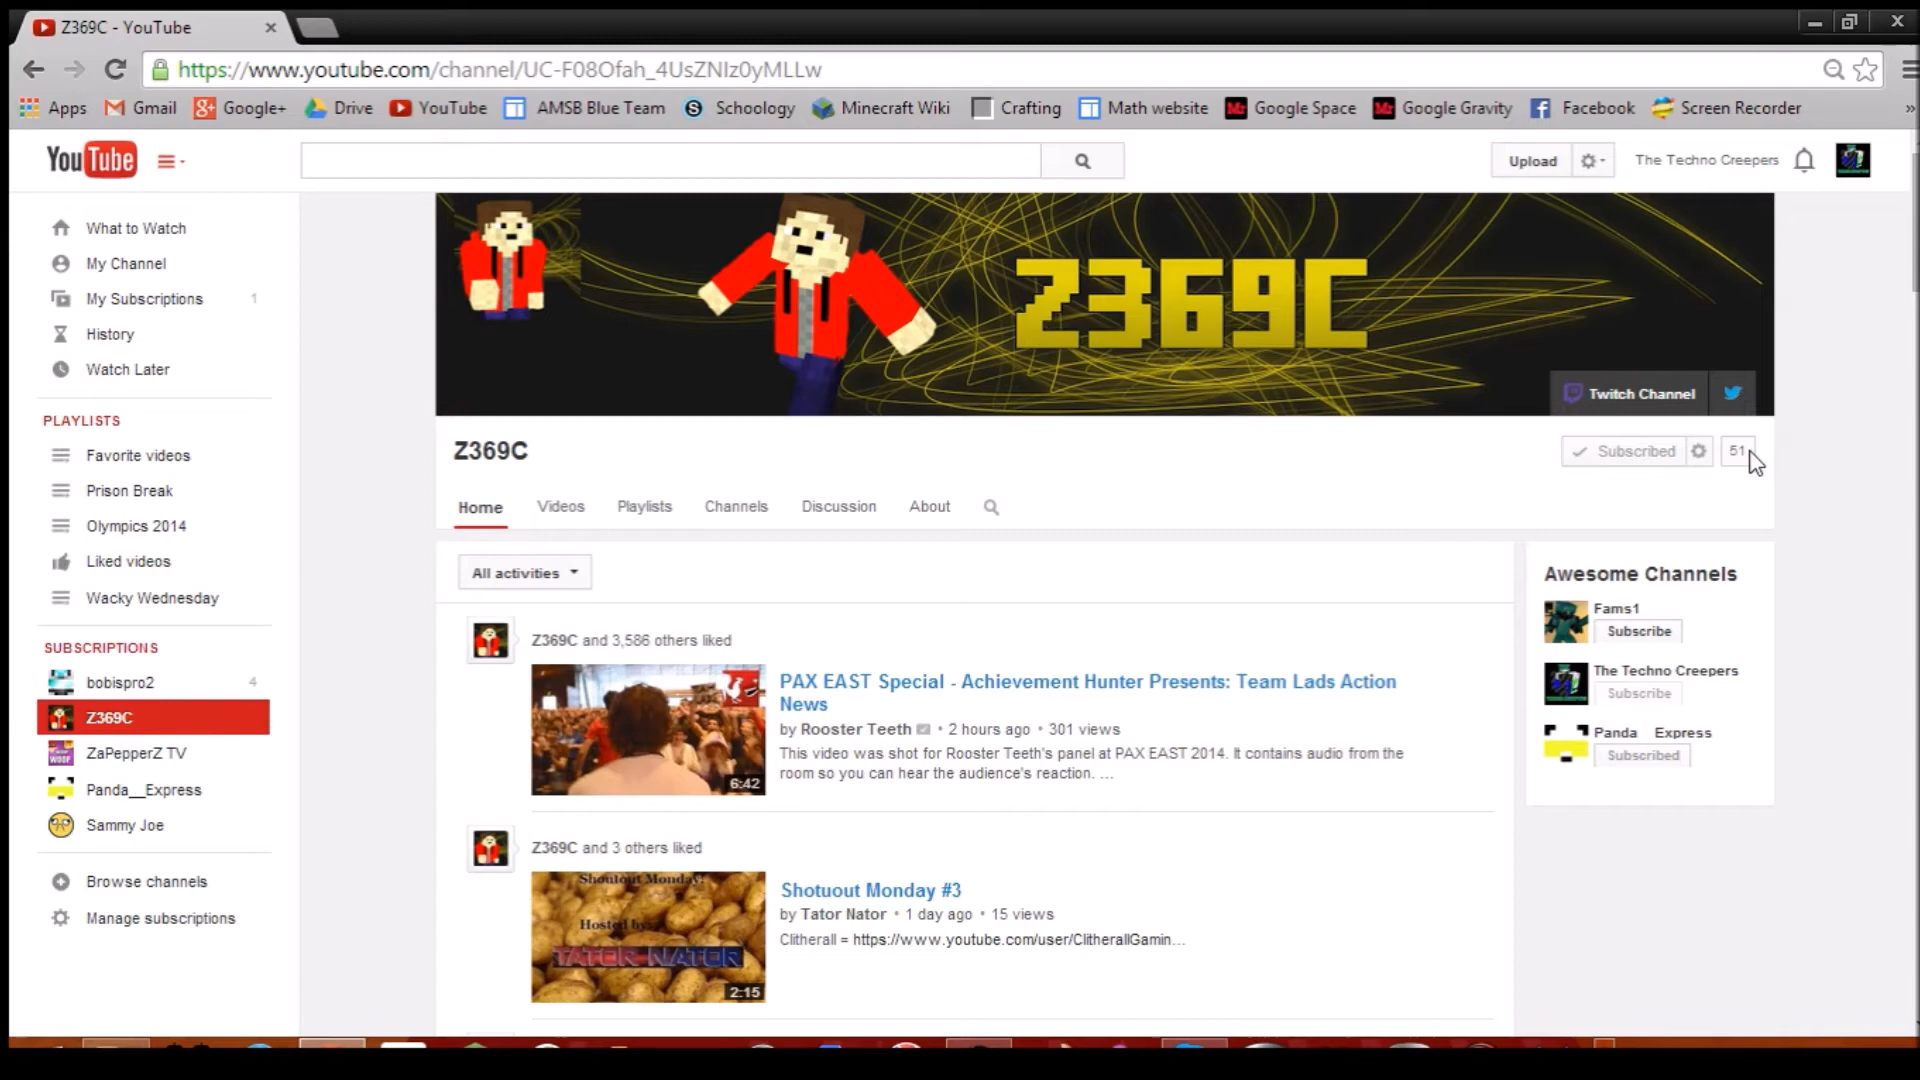 Z369C - YouTube
https://www.youtube.com/channel/UC-F08Ofah_4UsZNIz0yMLLw
Apps Gmail Google+ Drive YouTube AMSB Blue Team Schoology Minecraft Wiki Crafting Math website Google Space Google Gravity Facebook Screen Recorder »
YouTube Upload The Techno Creepers
What to Watch
My Channel
My Subscriptions 1
History
Watch Later
PLAYLISTS
Favorite videos
Prison Break
Olympics 2014
Liked videos
Wacky Wednesday
SUBSCRIPTIONS
bobispro2 4
Z369C
ZaPepperZ TV
Panda__Express
Sammy Joe
Browse channels
Manage subscriptions
Z369C
Twitch Channel
Z369C Subscribed 51
Home Videos Playlists Channels Discussion About
All activities
Z369C and 3,586 others liked
PAX EAST Special - Achievement Hunter Presents: Team Lads Action
News
by Rooster Teeth • 2 hours ago • 301 views
This video was shot for Rooster Teeth's panel at PAX EAST 2014. It contains audio from the
room so you can hear the audience's reaction. ...
6:42
Z369C and 3 others liked
Shoutout Monday!
Hosted by:
TATOR NATOR
2:15
Shotuout Monday #3
by Tator Nator • 1 day ago • 15 views
Clitherall = https://www.youtube.com/user/ClitherallGamin...
Awesome Channels
Fams1
Subscribe
The Techno Creepers
Subscribe
Panda__Express
Subscribed